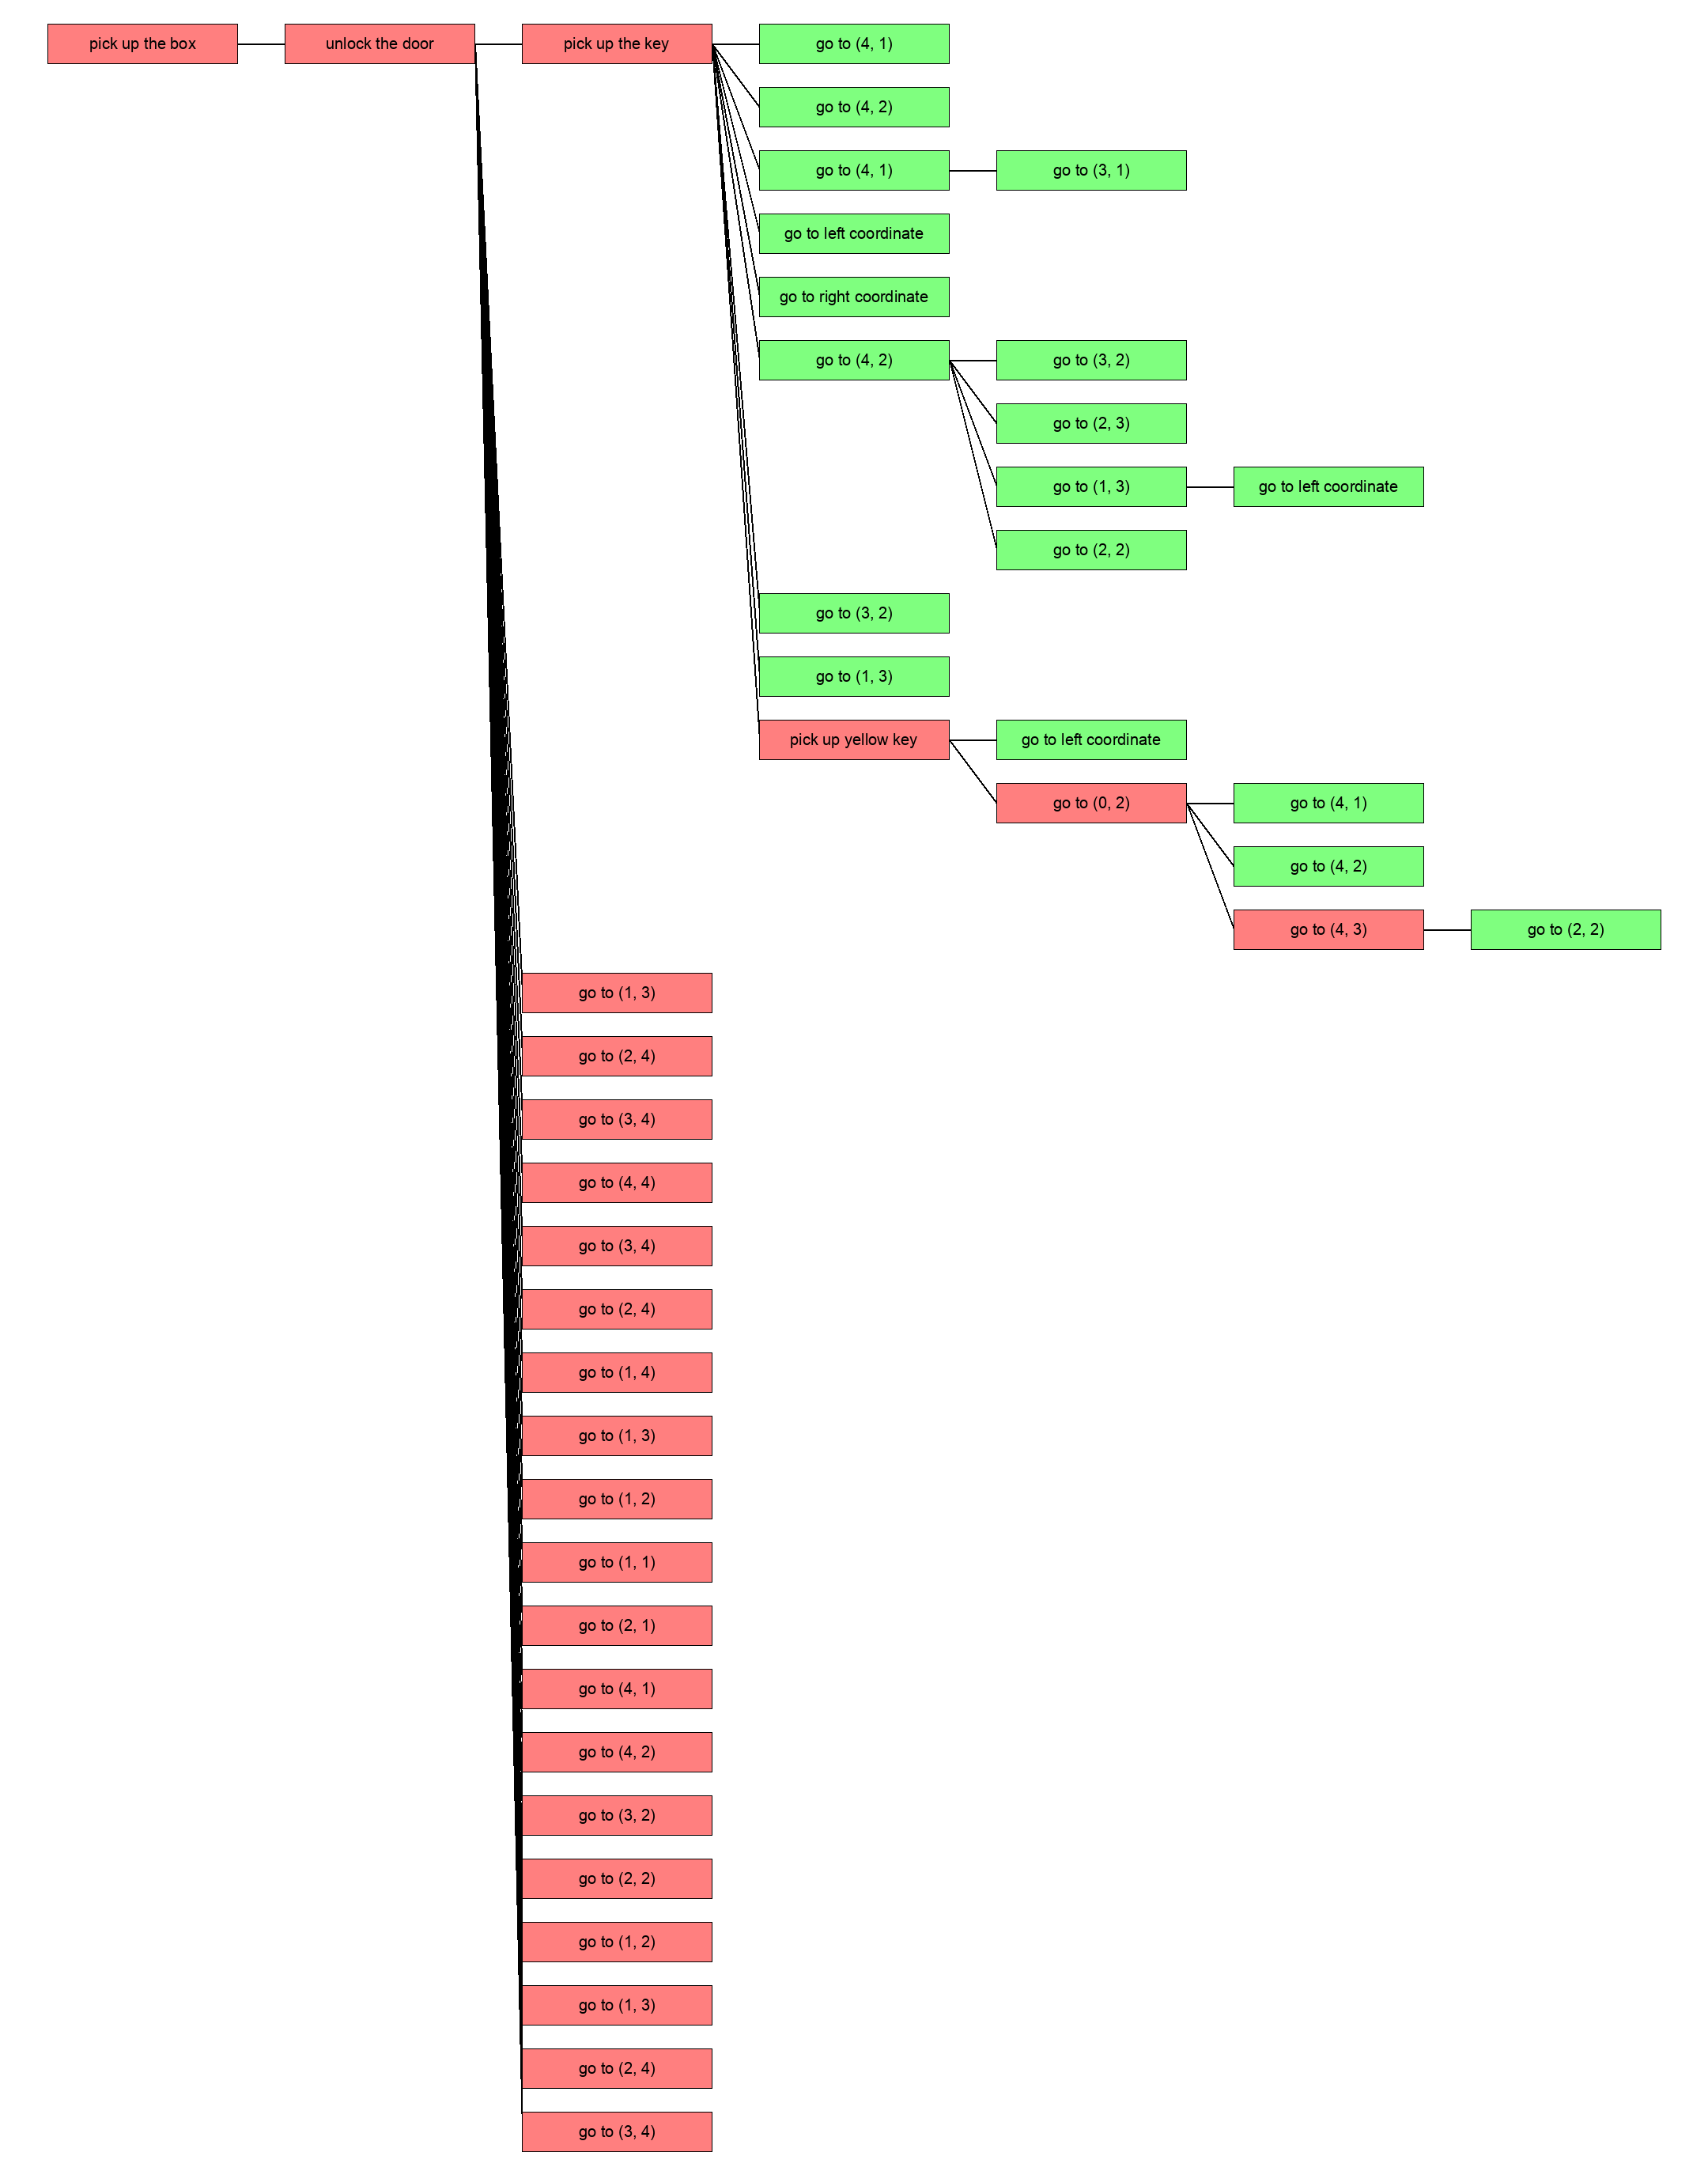 pick up the box
unlock the door
pick up the key
go to (4, 1)
go to (4, 2)
go to (4, 1)
go to (3, 1)
go to left coordinate
go to right coordinate
go to (4, 2)
go to (3, 2)
go to (2, 3)
go to (1, 3)
go to left coordinate
go to (2, 2)
go to (3, 2)
go to (1, 3)
pick up yellow key
go to left coordinate
go to (0, 2)
go to (4, 1)
go to (4, 2)
go to (4, 3)
go to (2, 2)
go to (1, 3)
go to (2, 4)
go to (3, 4)
go to (4, 4)
go to (3, 4)
go to (2, 4)
go to (1, 4)
go to (1, 3)
go to (1, 2)
go to (1, 1)
go to (2, 1)
go to (4, 1)
go to (4, 2)
go to (3, 2)
go to (2, 2)
go to (1, 2)
go to (1, 3)
go to (2, 4)
go to (3, 4)